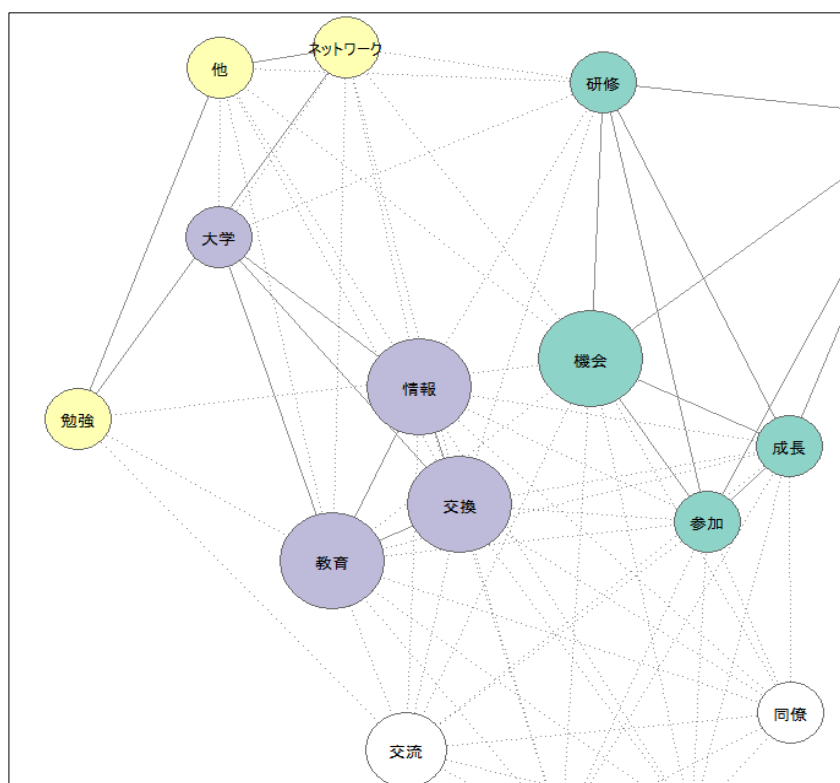 ネットワーク
他
研修
大学
機会
情報
勉強
成長
交換
参加
教育
同僚
交流